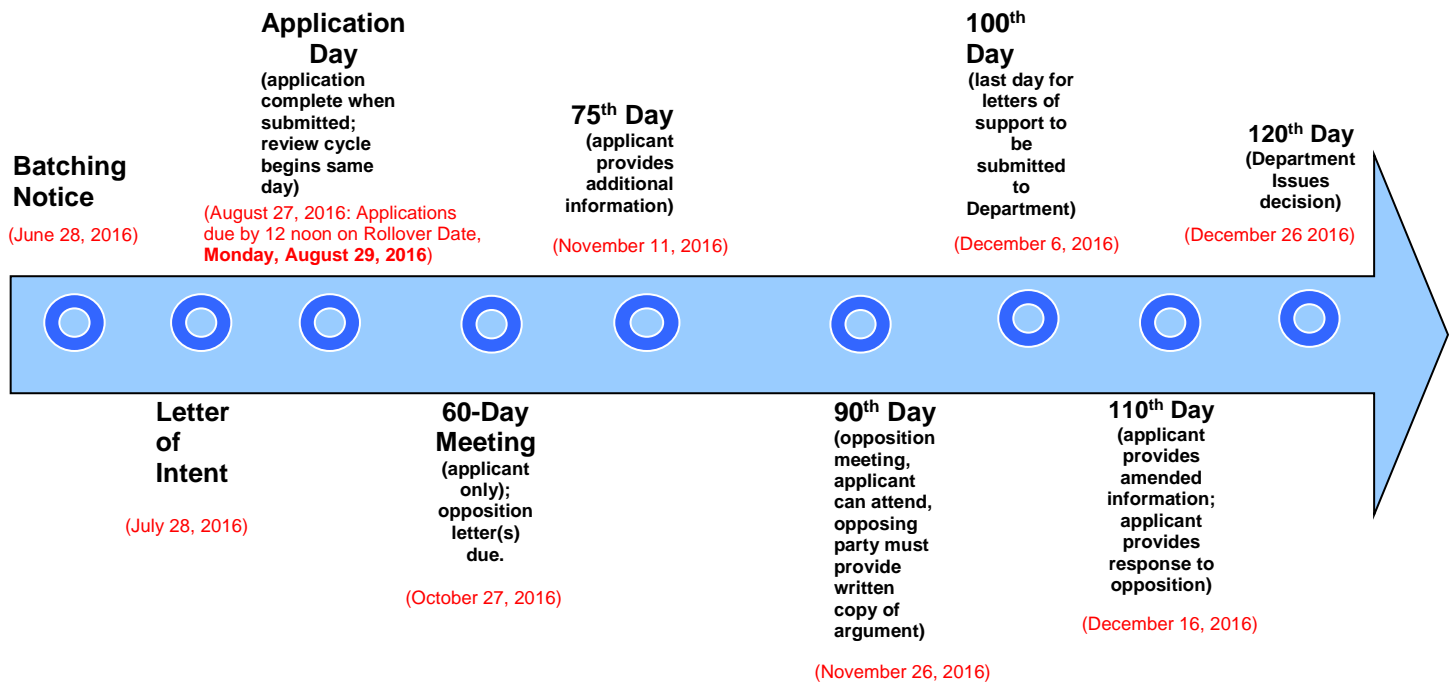 Batching
Notice
(June 28, 2016)
Letter
of
Intent
(July 28, 2016)
Application
Day
(application
complete when
submitted;
review cycle
begins same
day)
(August 27, 2016: Applications
due by 12 noon on Rollover Date,
Monday, August 29, 2016)
60-Day
Meeting
(applicant
only);
opposition
letter(s)
due.
(October 27, 2016)
75th Day
(applicant
provides
additional
information)
(November 11, 2016)
90th Day
(opposition
meeting,
applicant
can attend,
opposing
party must
provide
written
copy of
argument)
(November 26, 2016)
100th
Day
(last day for
letters of
support to
be
submitted
to
Department)
(December 6, 2016)
110th Day
(applicant
provides
amended
information;
applicant
provides
response to
opposition)
(December 16, 2016)
120th Day
(Department
Issues
decision)
(December 26 2016)